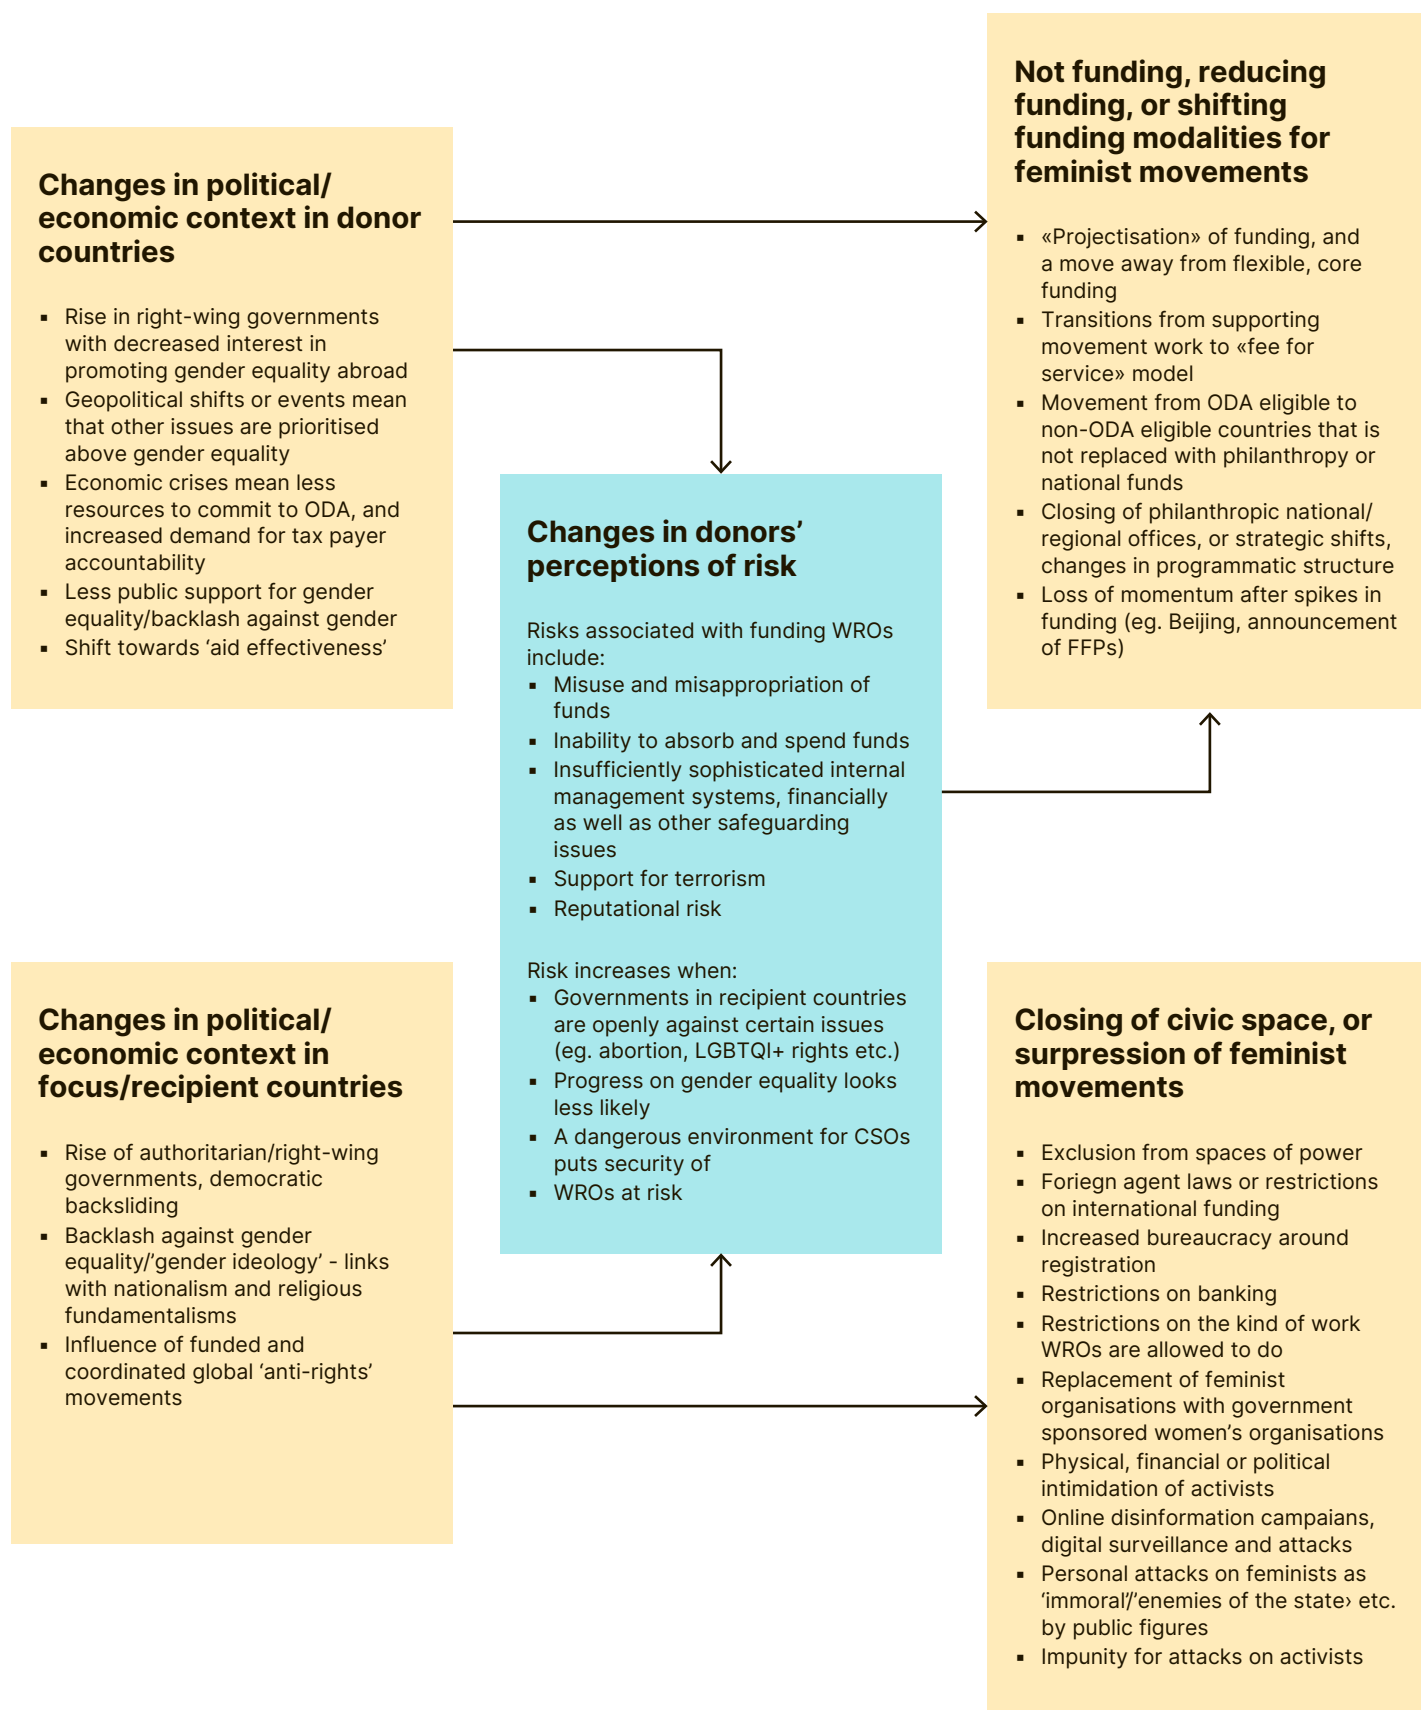 Changes in political/
economic context in donor
countries
▪ Rise in right-wing governments
with decreased interest in
promoting gender equality abroad
▪ Geopolitical shifts or events mean
that other issues are prioritised
above gender equality
▪ Economic crises mean less
resources to commit to ODA, and
increased demand for tax payer
accountability
▪ Less public support for gender
equality/backlash against gender
▪ Shift towards ‘aid effectiveness’
Not funding, reducing
funding, or shifting
funding modalities for
feminist movements
▪ «Projectisation» of funding, and
a move away from flexible, core
funding
▪ Transitions from supporting
movement work to «fee for
service» model
▪ Movement from ODA eligible to
non-ODA eligible countries that is
not replaced with philanthropy or
national funds
▪ Closing of philanthropic national/
regional offices, or strategic shifts,
changes in programmatic structure
▪ Loss of momentum after spikes in
funding (eg. Beijing, announcement
of FFPs)
Changes in donors’
perceptions of risk
Risks associated with funding WROs
include:
▪ Misuse and misappropriation of
funds
▪ Inability to absorb and spend funds
▪ Insufficiently sophisticated internal
management systems, financially
as well as other safeguarding
issues
▪ Support for terrorism
▪ Reputational risk
Risk increases when:
▪ Governments in recipient countries
are openly against certain issues
(eg. abortion, LGBTQI+ rights etc.)
▪ Progress on gender equality looks
less likely
▪ A dangerous environment for CSOs
puts security of
▪ WROs at risk
Changes in political/
economic context in
focus/recipient countries
▪ Rise of authoritarian/right-wing
governments, democratic
backsliding
▪ Backlash against gender
equality/’gender ideology’ - links
with nationalism and religious
fundamentalisms
▪ Influence of funded and
coordinated global ‘anti-rights’
movements
Closing of civic space, or
surpression of feminist
movements
▪ Exclusion from spaces of power
▪ Foriegn agent laws or restrictions
on international funding
▪ Increased bureaucracy around
registration
▪ Restrictions on banking
▪ Restrictions on the kind of work
WROs are allowed to do
▪ Replacement of feminist
organisations with government
sponsored women’s organisations
▪ Physical, financial or political
intimidation of activists
▪ Online disinformation campaians,
digital surveillance and attacks
▪ Personal attacks on feminists as
‘immoral’/’enemies of the state› etc.
by public figures
▪ Impunity for attacks on activists